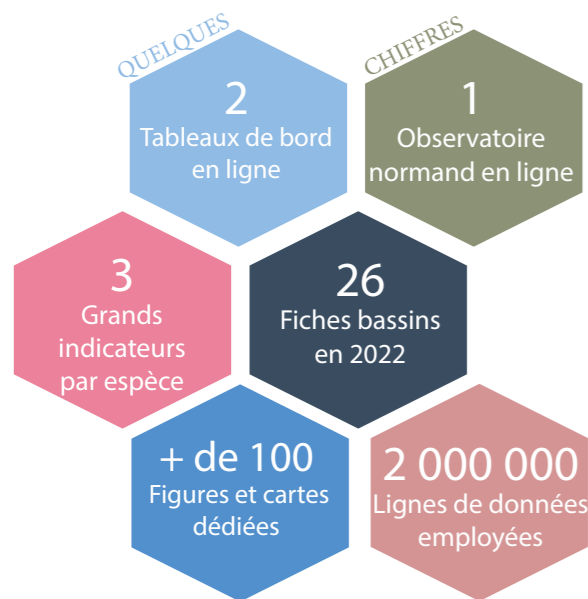 QUELQUES
CHIFFRES
2
Tableaux de bord
en ligne
1
Observatoire
normand en ligne
3
Grands
indicateurs
par espèce
26
Fiches bassins
en 2022
+ de 100
Figures et cartes
dédiées
2 000 000
Lignes de données
employées